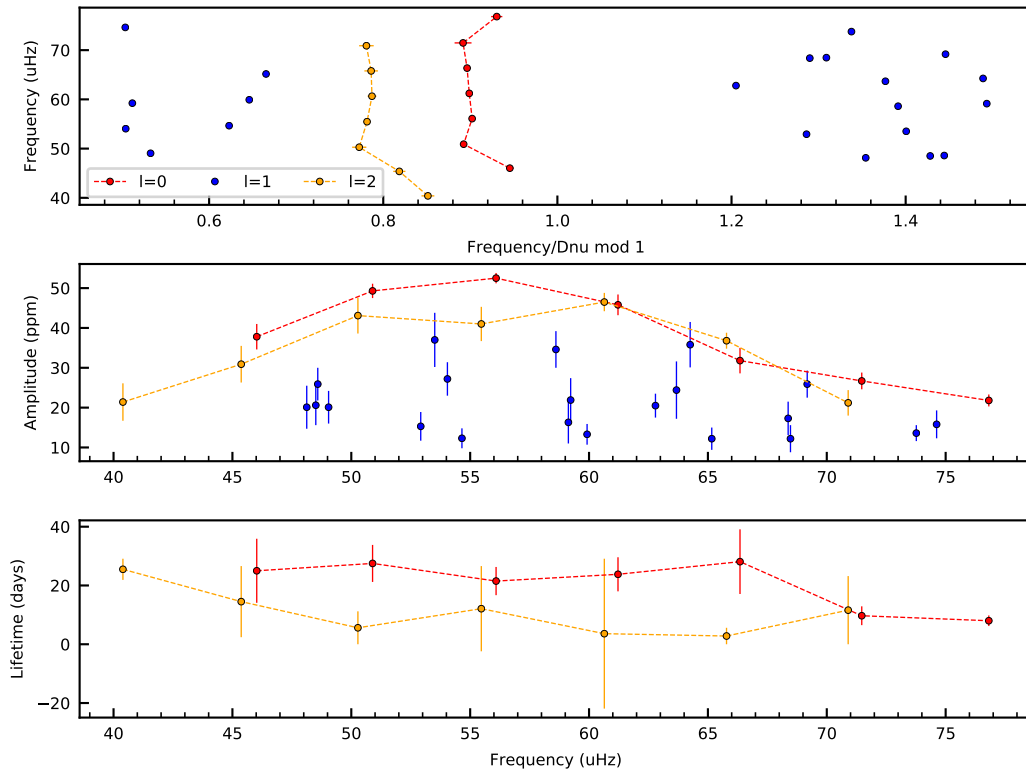 Frequency (uHz)
70
60
50
40
l=0 l=1 l=2
0.6 0.8 1.0 1.2 1.4
Frequency/Dnu mod 1
Amplitude (ppm)
50
40
30
20
10
40 45 50 55 60 65 70 75
Lifetime (days)
40
20
0
−20
40 45 50 55 60 65 70 75
Frequency (uHz)